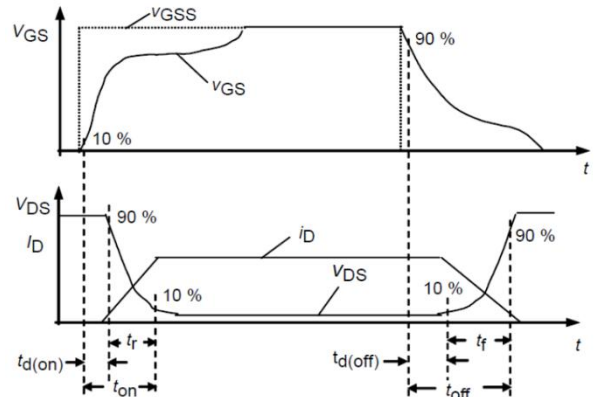 VGSS
VGS
90 %
vGS
10 %
t
VDS
ID
90 %
iD
VDS
10 %
10 %
90 %
tr
td(on)
ton
td(off)
tf
toff
t